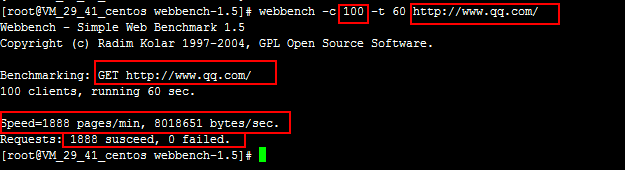 [root@VM_29_41_centos webbench-1.5]# webbench -c 100 -t 60 http://www.qq.com/
Webbench - Simple Web Benchmark 1.5
Copyright (c) Radim Kolar 1997-2004, GPL Open Source Software.
Benchmarking: GET http://www.qq.com/
100 clients, running 60 sec.
Speed=1888 pages/min, 8018651 bytes/sec.
Requests: 1888 susceed, 0 failed.
[root@VM_29_41_centos webbench-1.5]#